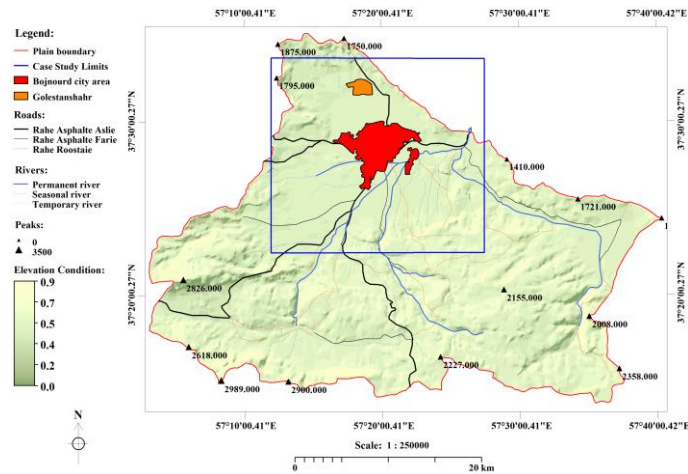 57°10'00.41"E
57°20'00.41"E
57°30'00.41"E
57°40'00.42"E
Legend:
Plain boundary
Case Study Limits
Bojnourd city area
Golestanshahr
Roads:
Rahe Asphalte Aslie
Rahe Asphalte Farie
Rahe Roostaie
Rivers:
Permanent river
Seasonal river
Temporary river
Peaks:
0
3500
Elevation Condition:
0.9
0.7
0.5
0.4
0.3
0.2
0.0
N
1875.000
1750.000
1795.000
1410.000
1721.000
1
2826.000
2155.000
2008.000
2618.000
2227.000
2358.000
2989.000
2900.000
37°30'00.27"N
37°20'00.27"N
37°30'00.27"N
37°20'00.27"N
57°10'00.41"E
57°20'00.41"E
57°30'00.41"E
57°40'00.42"E
Scale: 1 : 250000
0
20 km